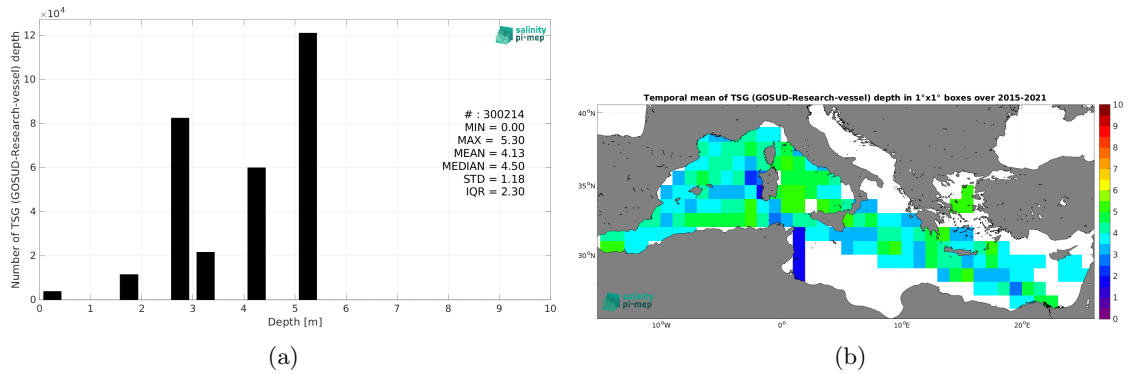 ×10⁴
12
10
8
6
4
2
0
Number of TSG (GOSUD-Research-vessel) depth
salinity
pi-mep
# : 300214
MIN = 0.00
MAX = 5.30
MEAN = 4.13
MEDIAN = 4.50
STD = 1.18
IQR = 2.30
0 1 2 3 4 5 6 7 8 9 10
Depth [m]
(a)
Temporal mean of TSG (GOSUD-Research-vessel) depth in 1°x1° boxes over 2015-2021
40°N
35°N
30°N
salinity
pi-mep
10°W 0° 10°E 20°E
10
9
8
7
6
5
4
3
2
1
0
(b)